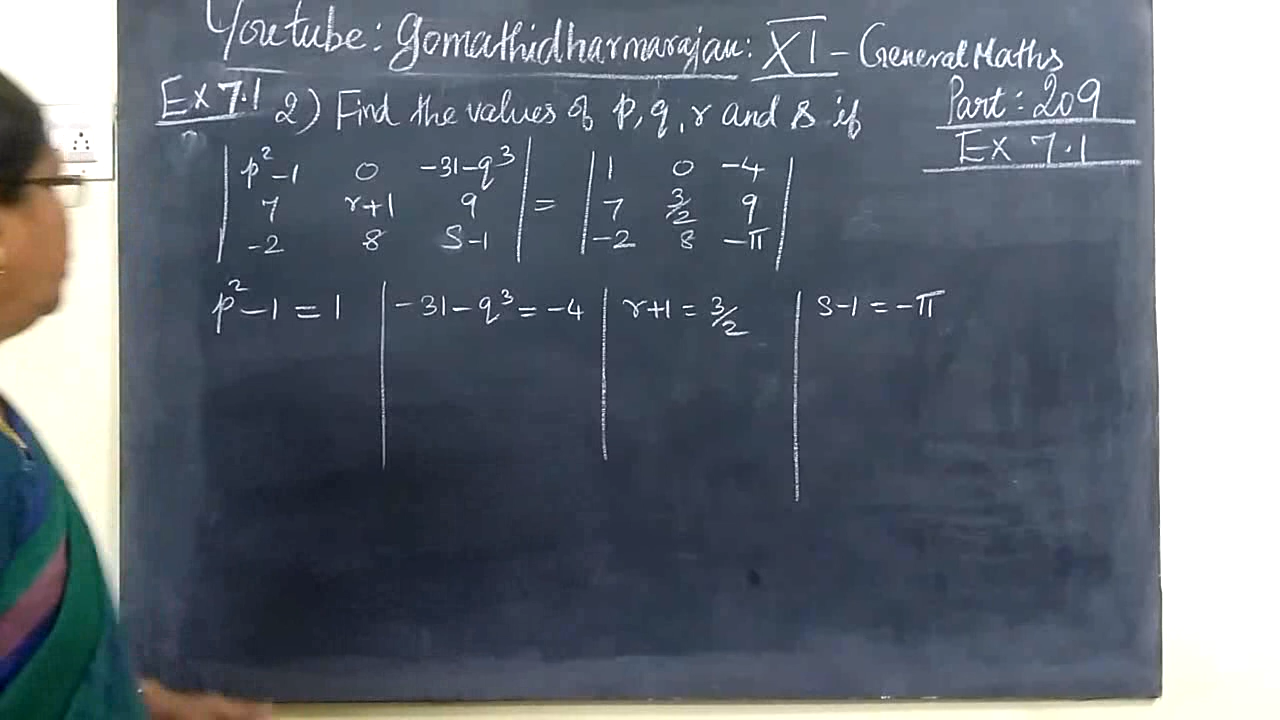 Youtube: Gomathidharmarajan: XI - General Maths
Ex 7.1 2) Find the values of p, q, r and s if
Part: 209
Ex 7.1
| p²-1 0 -31-q³ | = | 1 0 -4 |
| 7 r+1 9 | | 7 3/2 9 |
| -2 8 S-1 | | -2 8 -π |
p²-1 = 1 | -31-q³ = -4 | r+1 = 3/2 | S-1 = -π